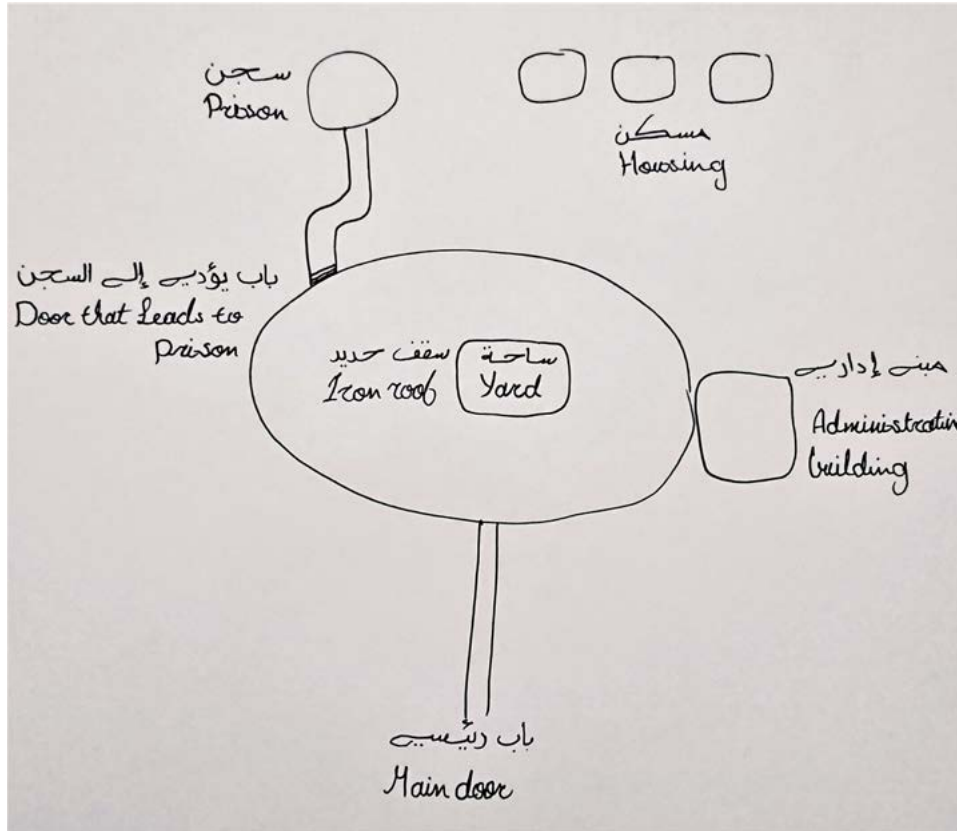 سجن
Prison
مسكن
Housing
باب يؤدي إلى السجن
Door that Leads to
prison
سقف حديد
Iron roof
ساحة
Yard
مبنى إداري
Administrative
building
باب رئيسي
Main door